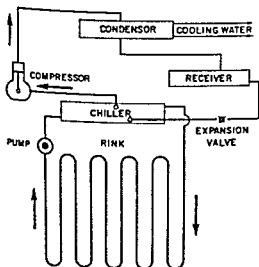 CONDENSOR
COOLING WATER
COMPRESSOR
RECEIVER
CHILLER
EXPANSION
VALVE
PUMP
RINK